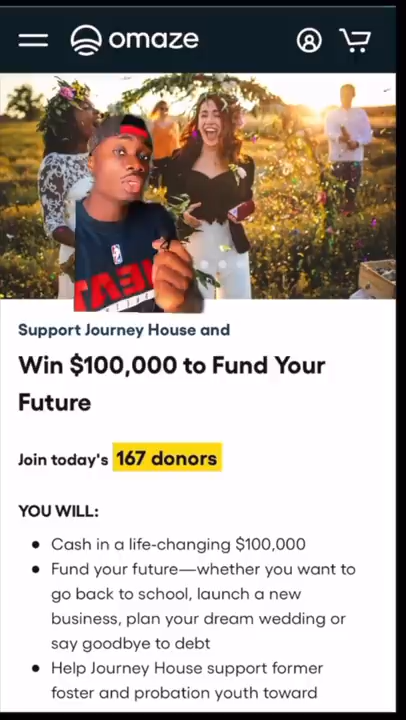 omaze
HEAT
Support Journey House and
Win $100,000 to Fund Your
Future
Join today's 167 donors
YOU WILL:
• Cash in a life-changing $100,000
• Fund your future—whether you want to
go back to school, launch a new
business, plan your dream wedding or
say goodbye to debt
• Help Journey House support former
foster and probation youth toward